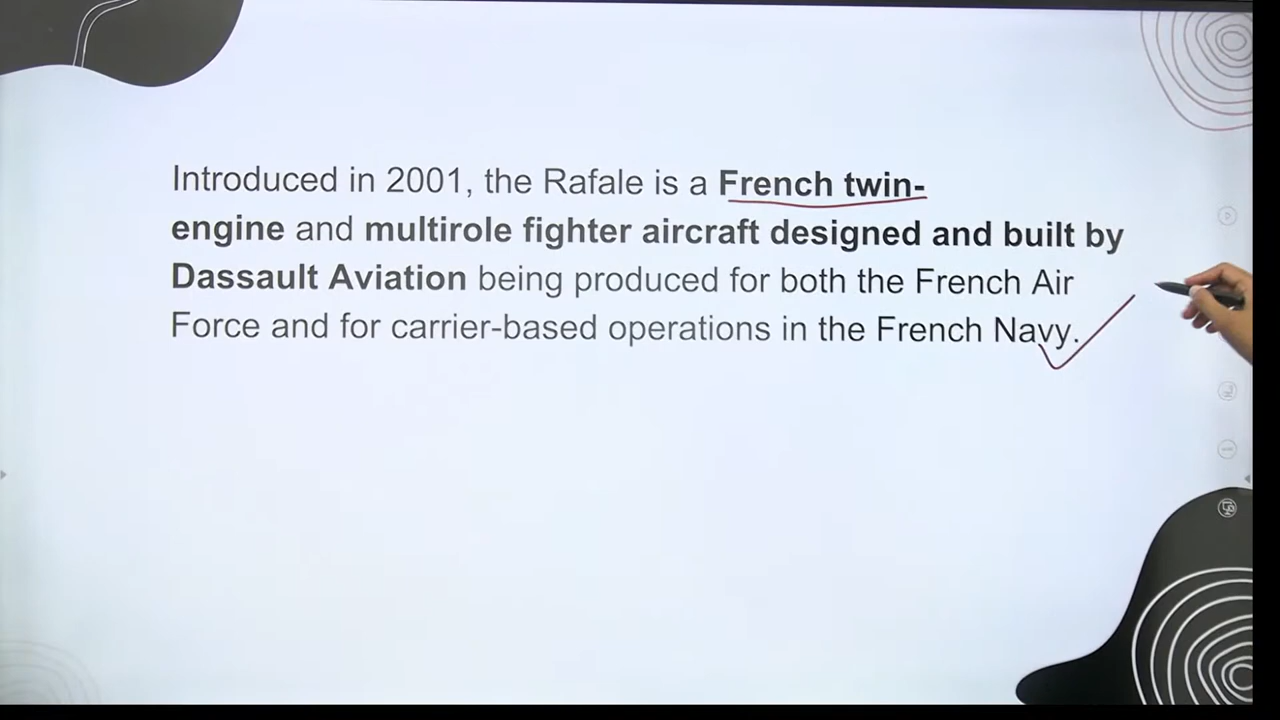 Introduced in 2001, the Rafale is a French twin-
engine and multirole fighter aircraft designed and built by
Dassault Aviation being produced for both the French Air
Force and for carrier-based operations in the French Navy.